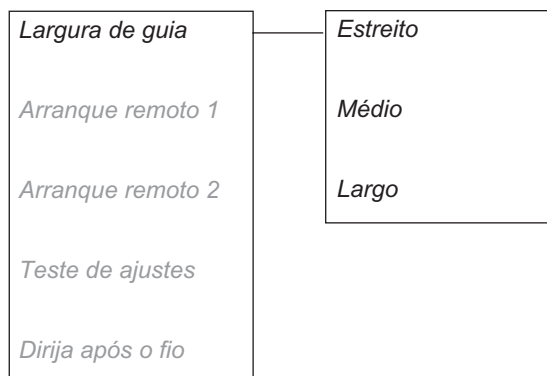 Largura de guia
Arranque remoto 1
Arranque remoto 2
Teste de ajustes
Dirija após o fio
Estreito
Médio
Largo